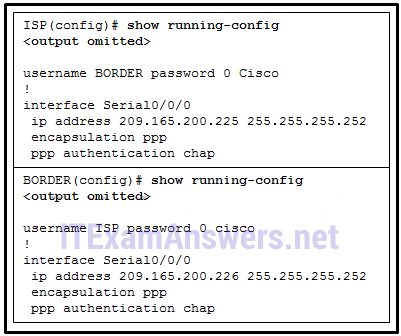 ISP(config)# show running-config
<output omitted>
username BORDER password 0 Cisco
!
interface Serial0/0/0
ip address 209.165.200.225 255.255.255.252
encapsulation ppp
ppp authentication chap
BORDER(config)# show running-config
<output omitted>
username ISP password 0 cisco
!
interface Serial0/0/0
ip address 209.165.200.226 255.255.255.252
encapsulation ppp
ppp authentication chap
ITExamAnswers.net